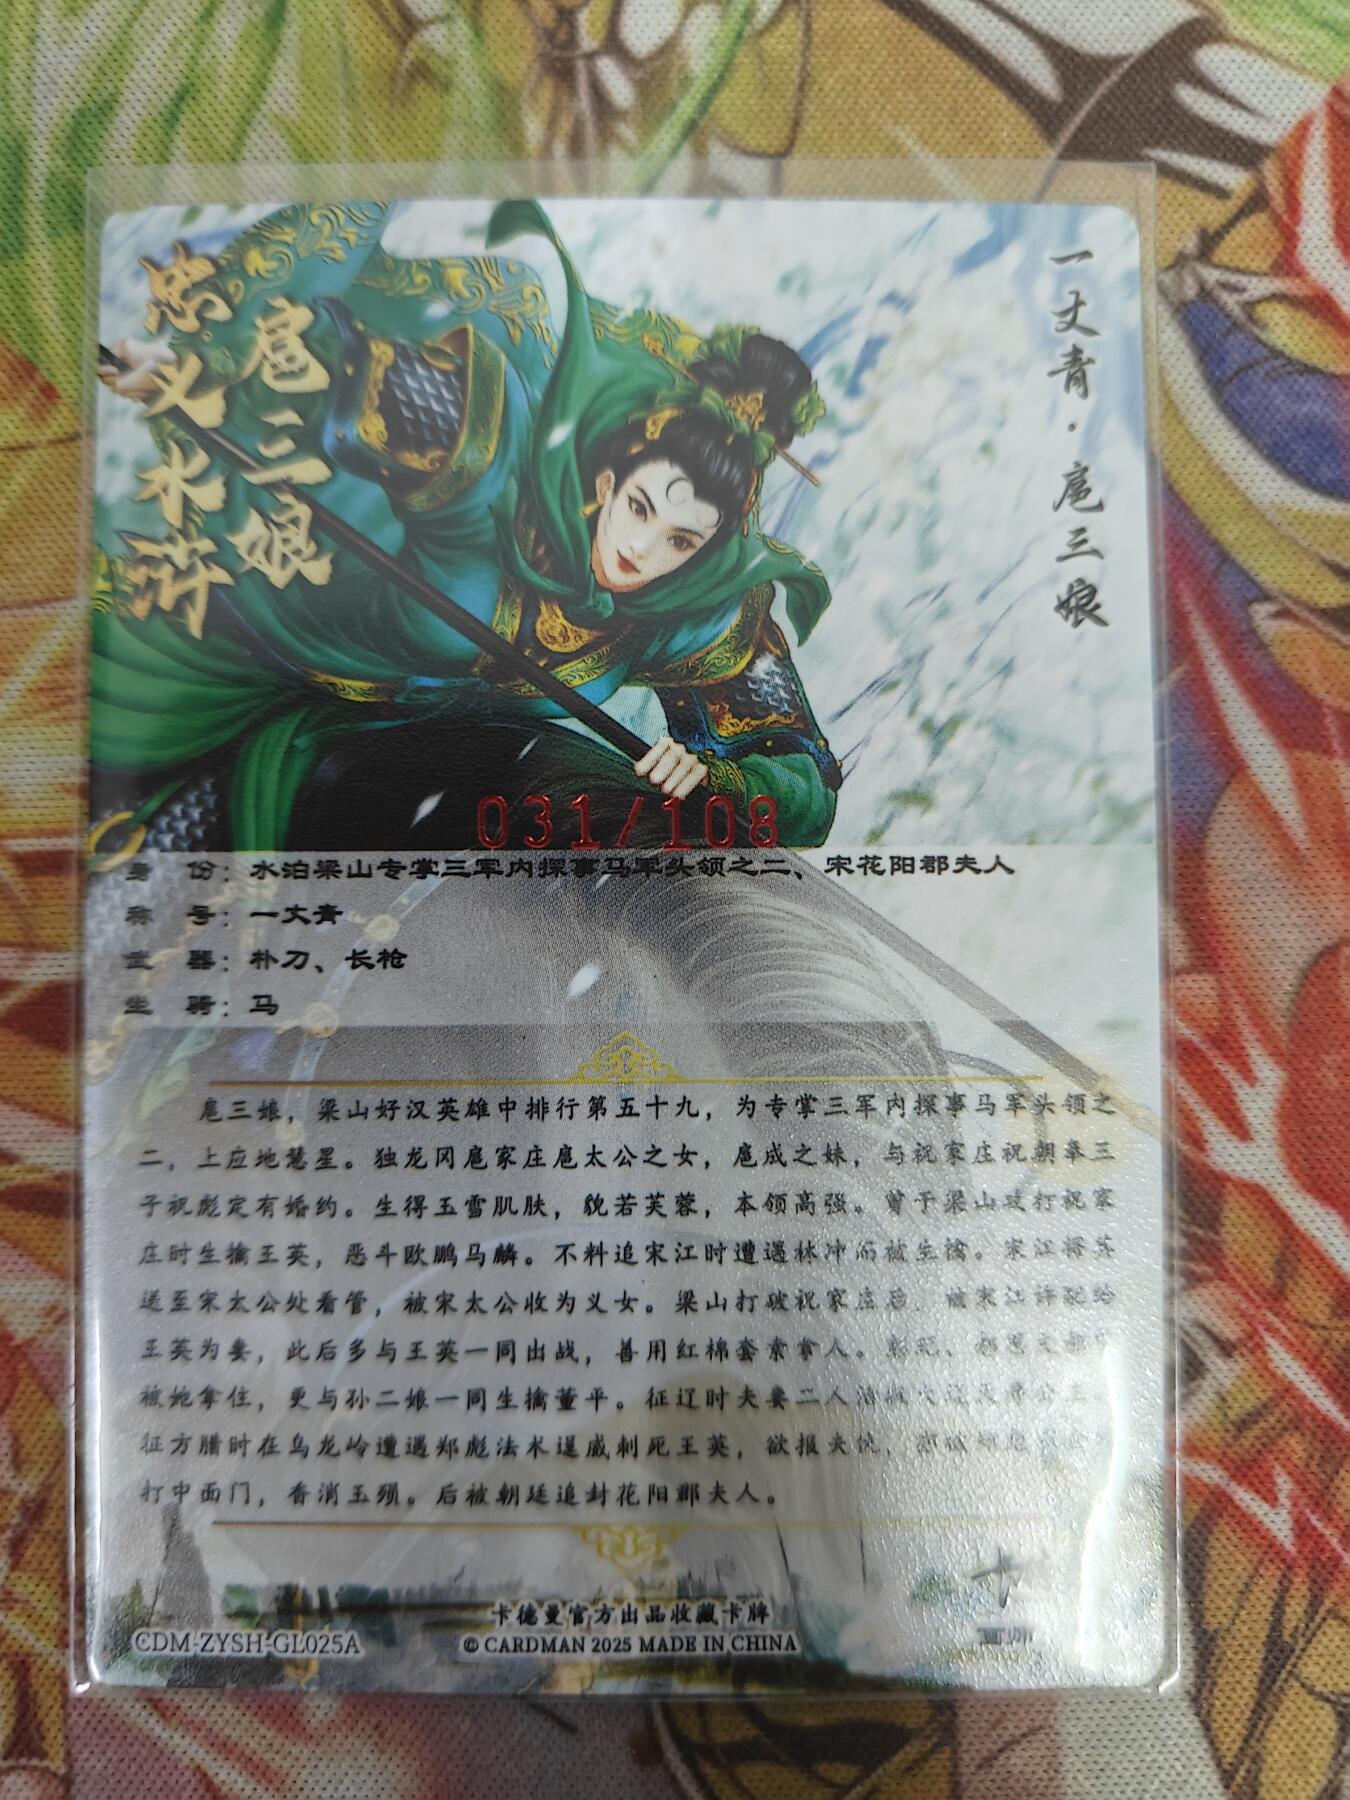 忠义水浒
扈三娘
一丈青·扈三娘
031/108
身 份：水泊梁山专掌三军内探事马军头领之二、宋花阳郡夫人
称 号：一丈青
武 器：朴刀、长枪
坐 骑：马
扈三娘，梁山好汉英雄中排行第五十九，为专掌三军内探事马军头领之
二，上应地慧星。独龙冈扈家庄扈太公之女，扈成之妹，与祝家庄祝朝奉三
子祝彪定有婚约。生得玉雪肌肤，貌若芙蓉，本领高强。曾于梁山攻打祝家
庄时生擒王英，恶斗欧鹏马麟。不料追宋江时遭遇林冲而被生擒。宋江将其
送至宋太公处看管，被宋太公收为义女。梁山打破祝家庄后，被宋江许配给
王英为妻，此后多与王英一同出战，善用红棉套索拿人。彭玘、郝思文都
被她拿住，更与孙二娘一同生擒董平。征辽时夫妻二人
征方腊时在乌龙岭遭遇郑彪法术逞威刺死王英，欲报夫仇，
打中面门，香消玉殒。后被朝廷追封花阳郡夫人。
卡德曼官方出品收藏卡牌
CDM-ZYSH-GL025A
© CARDMAN 2025 MADE IN CHINA
画师